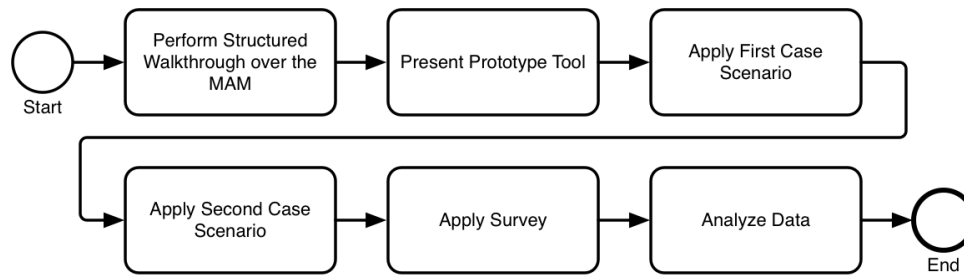 Start
Perform Structured
Walkthrough over the
MAM
Present Prototype Tool
Apply First Case
Scenario
Apply Second Case
Scenario
Apply Survey
Analyze Data
End